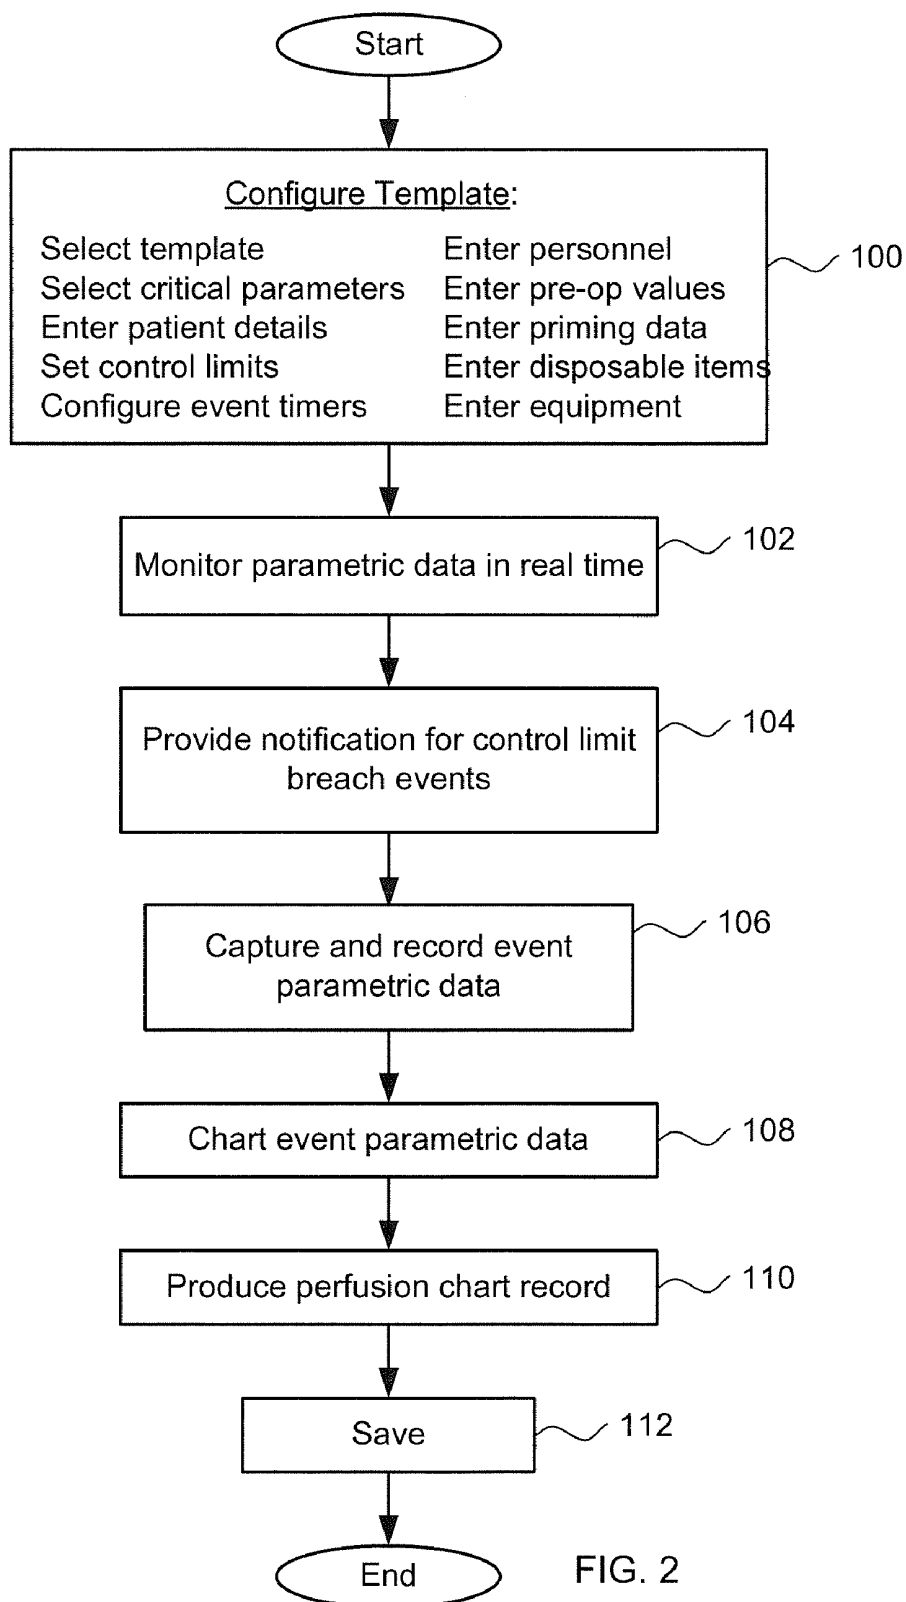 Start
Configure Template:
Select template
Select critical parameters
Enter patient details
Set control limits
Configure event timers
Enter personnel
Enter pre-op values
Enter priming data
Enter disposable items
Enter equipment
100
Monitor parametric data in real time
102
Provide notification for control limit
breach events
104
Capture and record event
parametric data
106
Chart event parametric data
108
Produce perfusion chart record
110
Save
112
End
FIG. 2